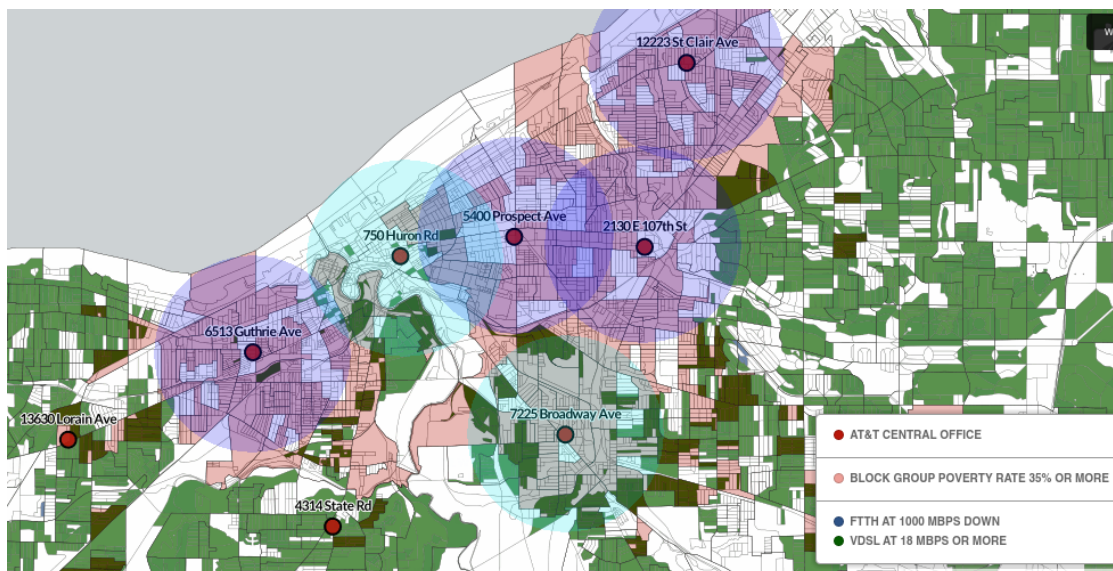 12223 St Clair Ave
W
5400 Prospect Ave
2130 E 107th St
750 Huron Rd
6513 Guthrie Ave
7225 Broadway Ave
13630 Lorain Ave
4314 State Rd
AT&T CENTRAL OFFICE
BLOCK GROUP POVERTY RATE 35% OR MORE
FTTH AT 1000 MBPS DOWN
VDSL AT 18 MBPS OR MORE